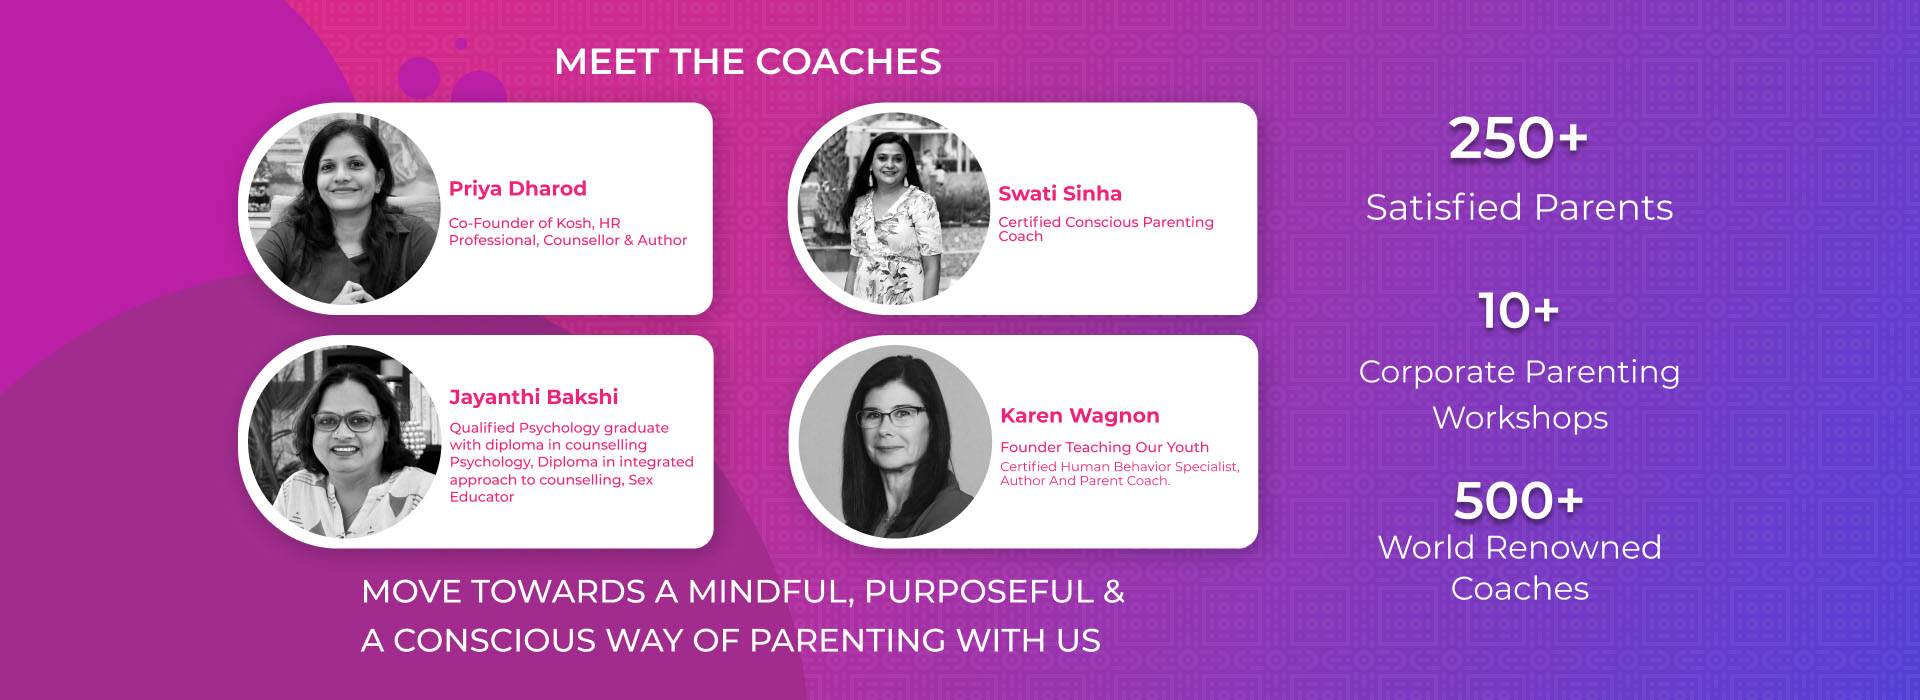 MEET THE COACHES
Priya Dharod
Co-Founder of Kosh, HR
Professional, Counsellor & Author
Swati Sinha
Certified Conscious Parenting
Coach
Jayanthi Bakshi
Qualified Psychology graduate
with diploma in counselling
Psychology, Diploma in integrated
approach to counselling, Sex
Educator
Karen Wagnon
Founder Teaching Our Youth
Certified Human Behavior Specialist,
Author And Parent Coach.
MOVE TOWARDS A MINDFUL, PURPOSEFUL &
A CONSCIOUS WAY OF PARENTING WITH US
250+
Satisfied Parents
10+
Corporate Parenting
Workshops
500+
World Renowned
Coaches